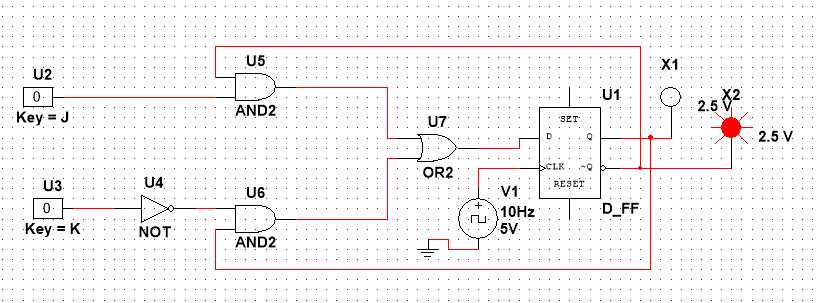 X1
U5
U2
0
Key = J
AND2
U7
OR2
U1
SET
D
Q
CLK
~Q
RESET
D_FF
X2
2.5 V
2.5 V
U3
0
Key = K
U4
NOT
U6
AND2
V1
10Hz
5V